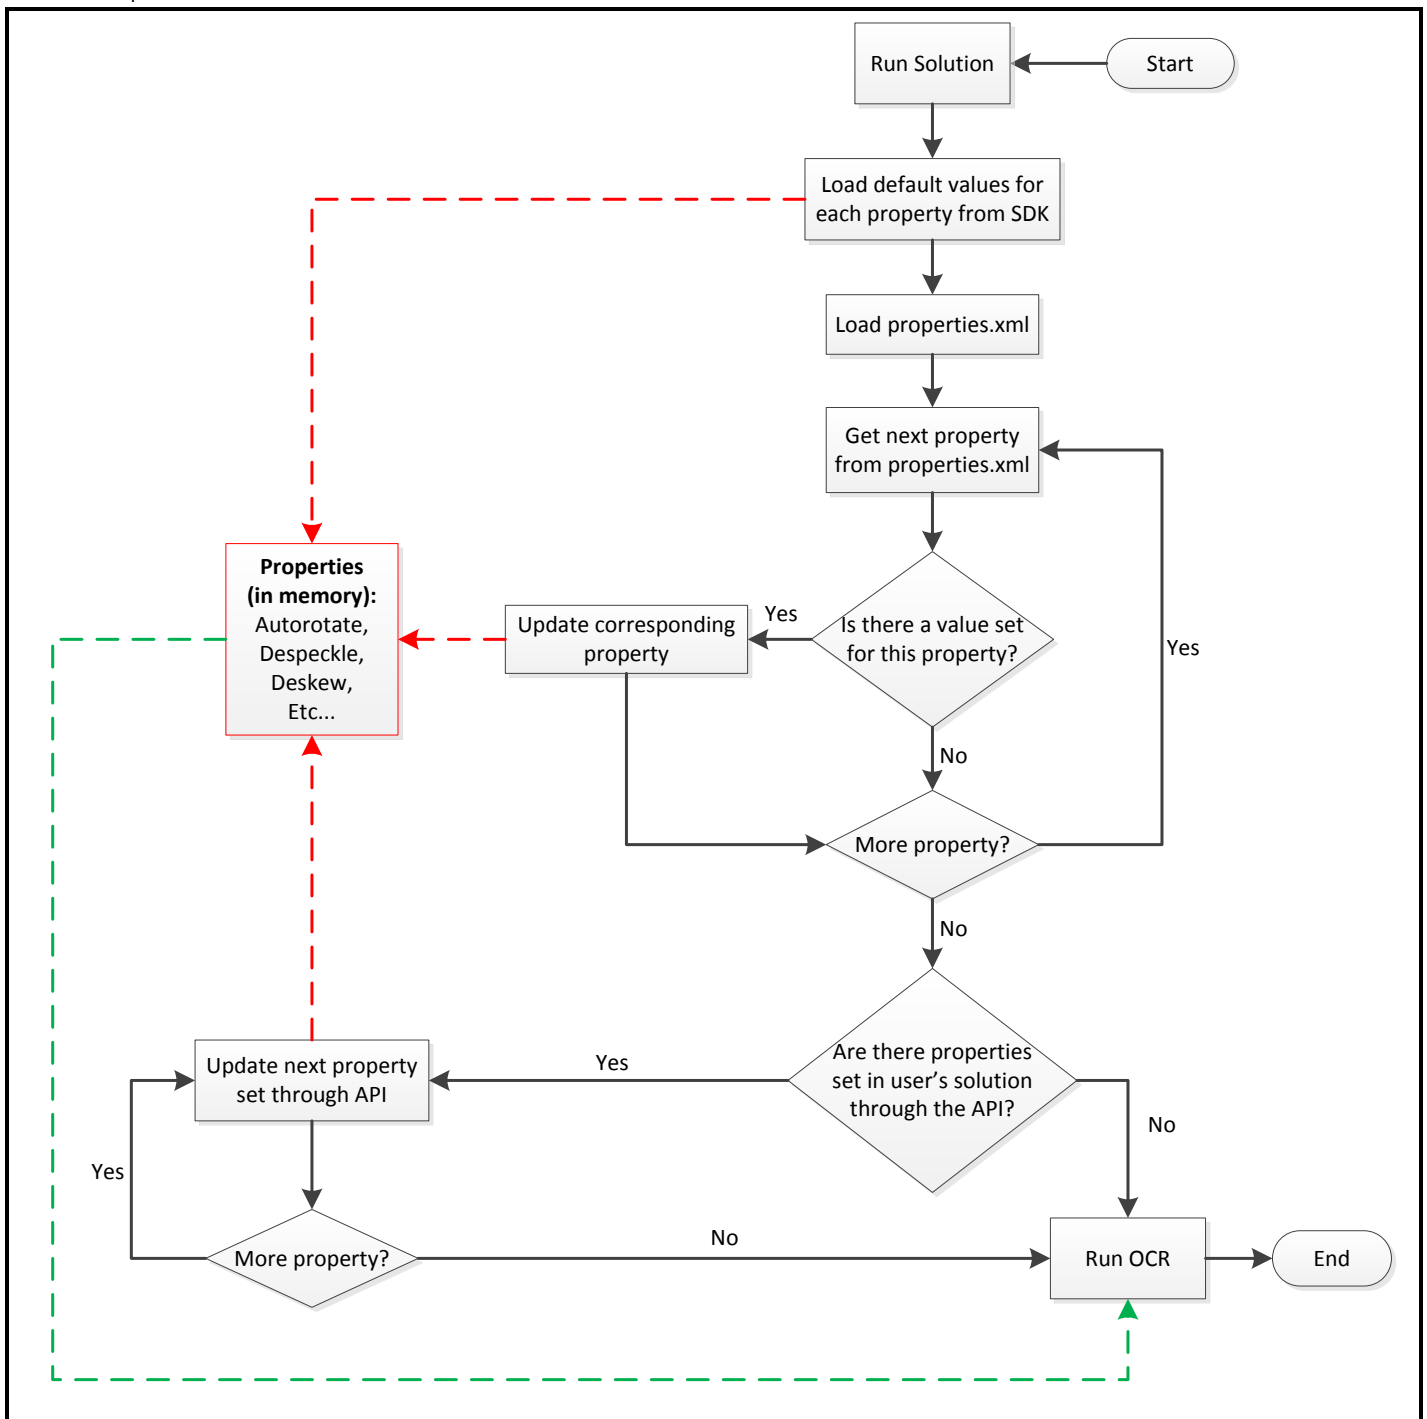 Run Solution
Start
Load default values for
each property from SDK
Load properties.xml
Get next property
from properties.xml
Properties
(in memory):
Autorotate,
Despeckle,
Deskew,
Etc...
Update corresponding
property
Yes
Is there a value set
for this property?
Yes
No
More property?
No
Update next property
set through API
Yes
Are there properties
set in user's solution
through the API?
No
Yes
More property?
No
Run OCR
End